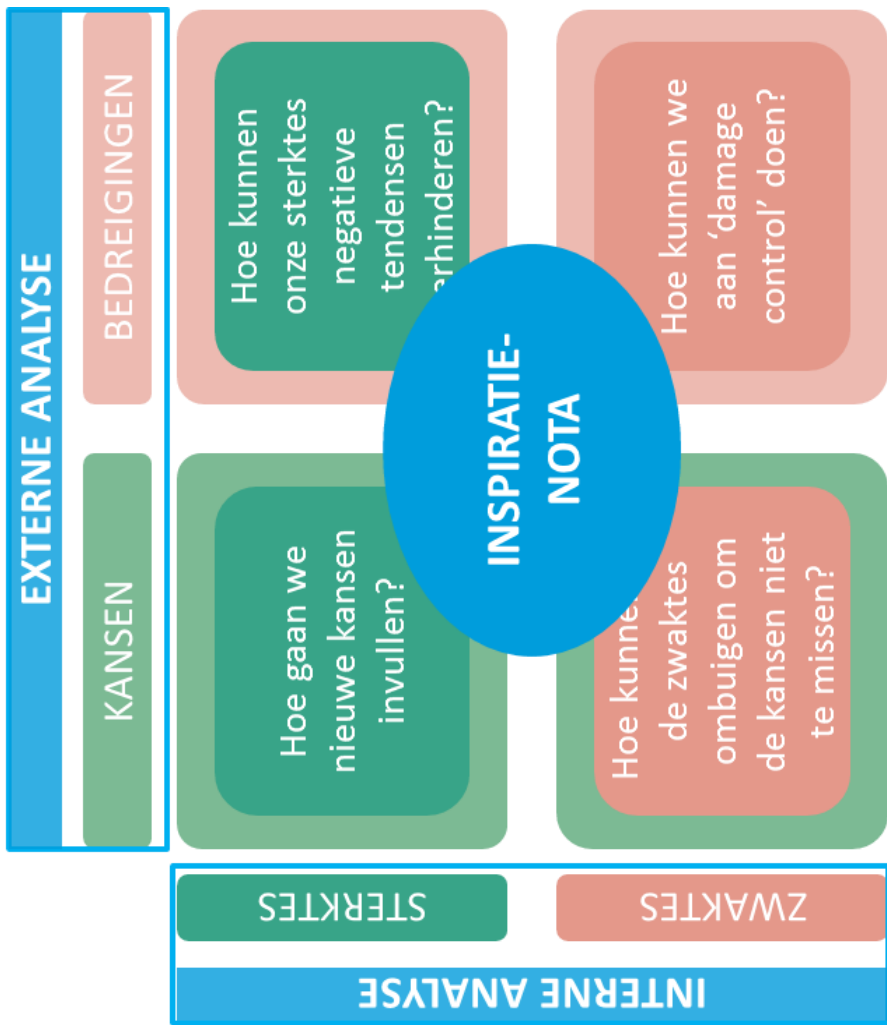 EXTERNE ANALYSE
KANSEN
BEDREIGINGEN
INTERNE ANALYSE
STERKTES
Hoe gaan we
nieuwe kansen
invullen?
Hoe kunnen
onze sterktes
negatieve
tendensen
erhinderen?
INSPIRATIE-
NOTA
ZWAKTES
Hoe kunne
de zwaktes
ombuigen om
de kansen niet
te missen?
Hoe kunnen we
aan ‘damage
control’ doen?